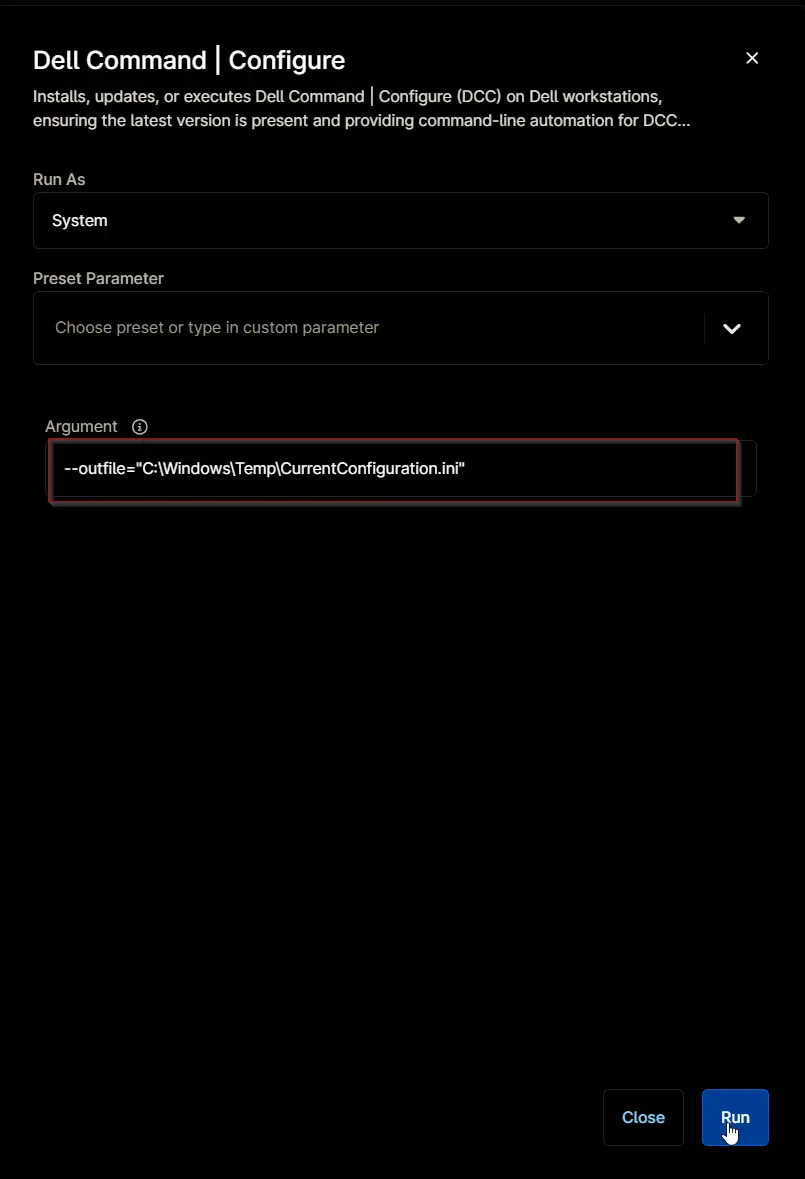 Dell Command | Configure
Installs, updates, or executes Dell Command | Configure (DCC) on Dell workstations,
ensuring the latest version is present and providing command-line automation for DCC...
Run As
System
Preset Parameter
Choose preset or type in custom parameter
Argument
--outfile="C:\Windows\Temp\CurrentConfiguration.ini"
Close
Run